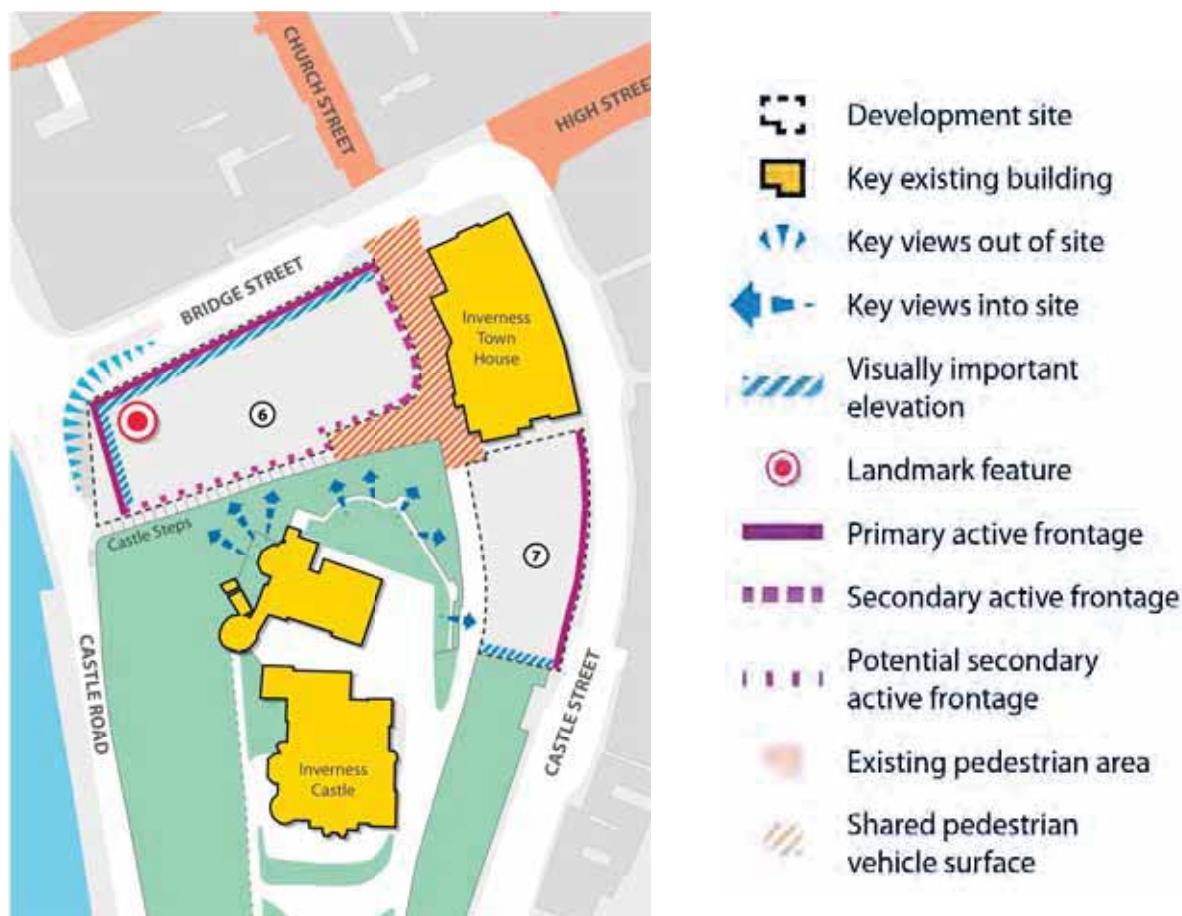 CHURCH STREET
HIGH STREET
BRIDGE STREET
Inverness
Town
House
6
Castle Steps
7
CASTLE ROAD
CASTLE STREET
Inverness
Castle
Development site
Key existing building
Key views out of site
Key views into site
Visually important
elevation
Landmark feature
Primary active frontage
Secondary active frontage
Potential secondary
active frontage
Existing pedestrian area
Shared pedestrian
vehicle surface